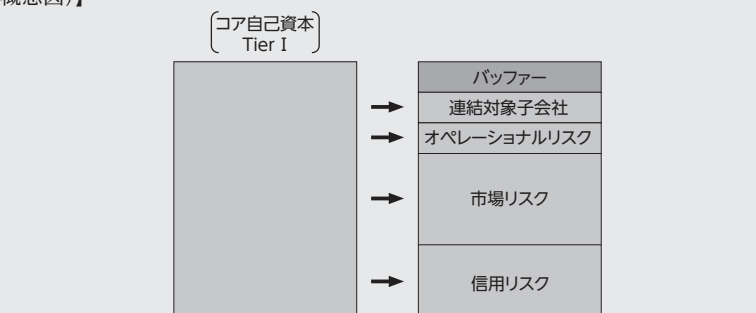 概念図)】
コア自己資本
Tier I
バッファー
連結対象子会社
オペレーショナルリスク
市場リスク
信用リスク